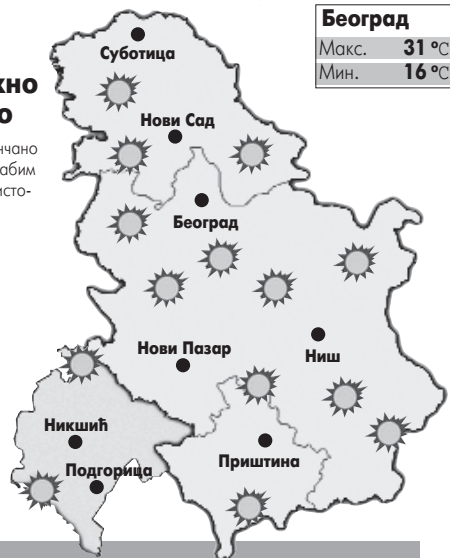 Београд
Макс. 31 °C
Мин. 16 °C
Суботица
Нови Сад
Београд
Нови Пазар
Ниш
Никшић
Подгорица
Приштина